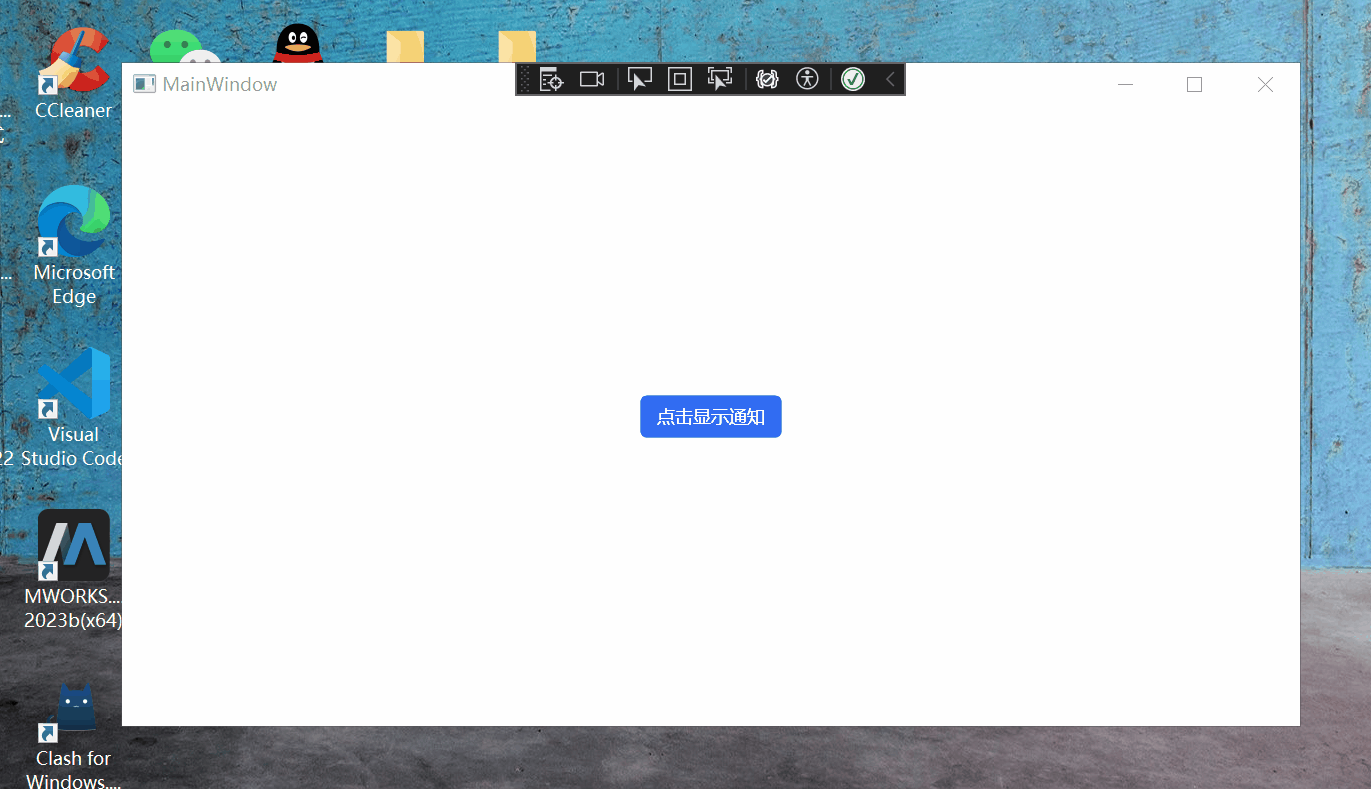 MainWindow
CCleaner
Microsoft
Edge
Visual
22 Studio Code
MWORKS....
2023b(x64)
Clash for
Windows....
点击显示通知